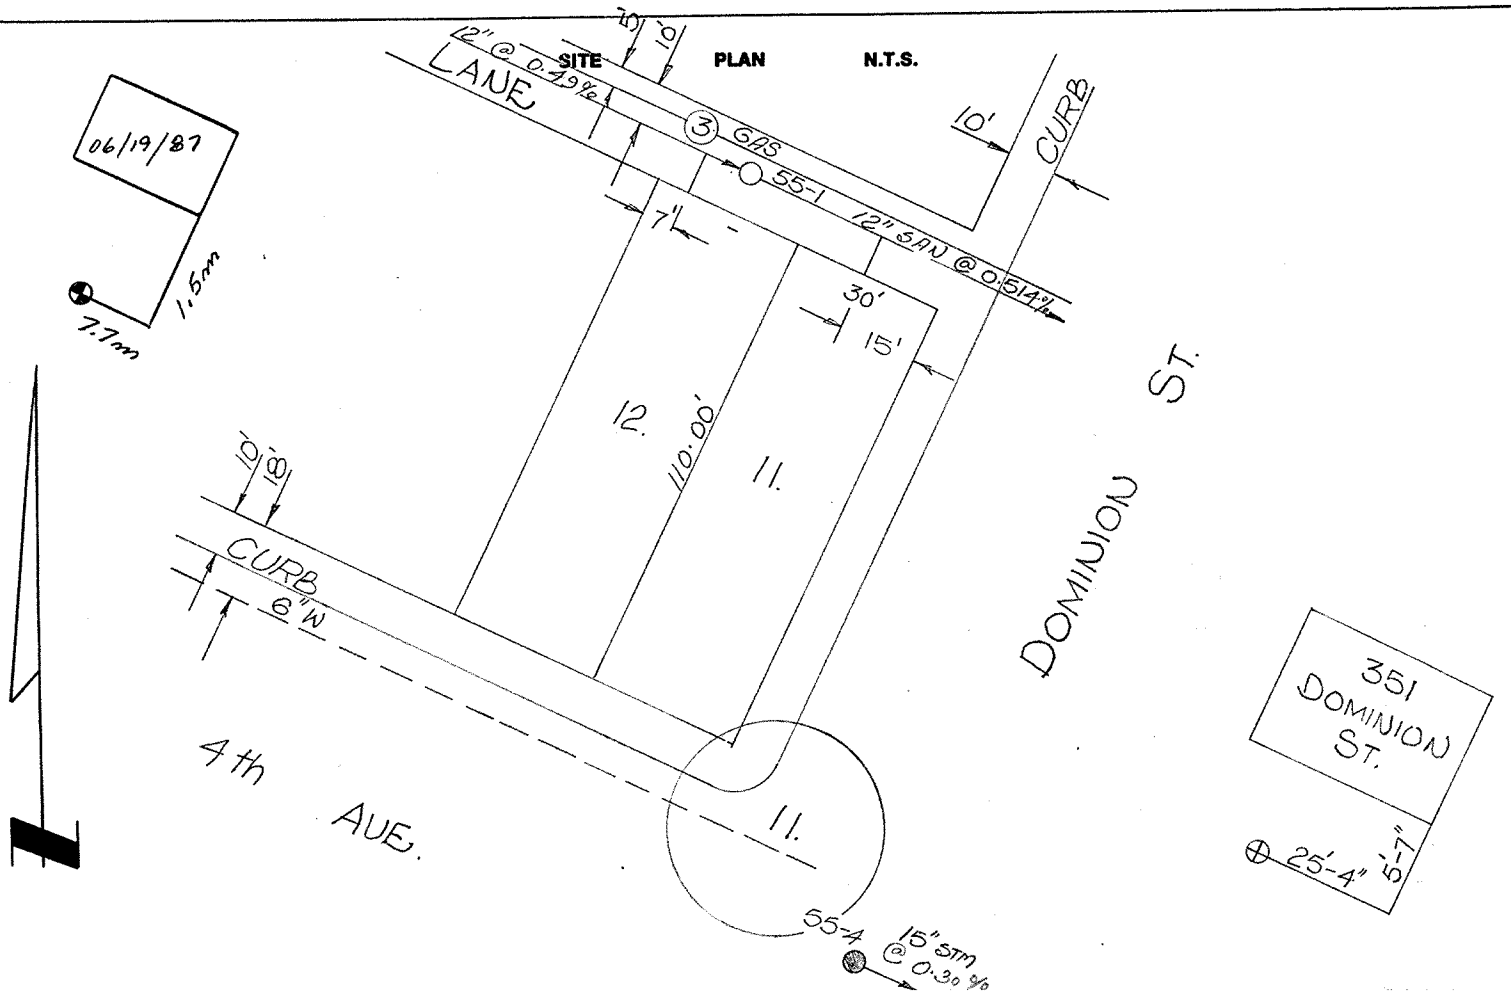 SITE PLAN N.T.S.
5'
10'
12" @ 0.49%
LANE
06/19/87
1.5m
7.7m
3
GAS
55-1
12" SAN @ 0.514%
10'
CURB
7'
30'
15'
12.
110.00'
11.
DOMINION ST.
10'
18'
CURB
6"W
4th AVE.
11.
351
DOMINION
ST.
25'-4"
5'-7"
55-4
15" STM
@ 0.30%